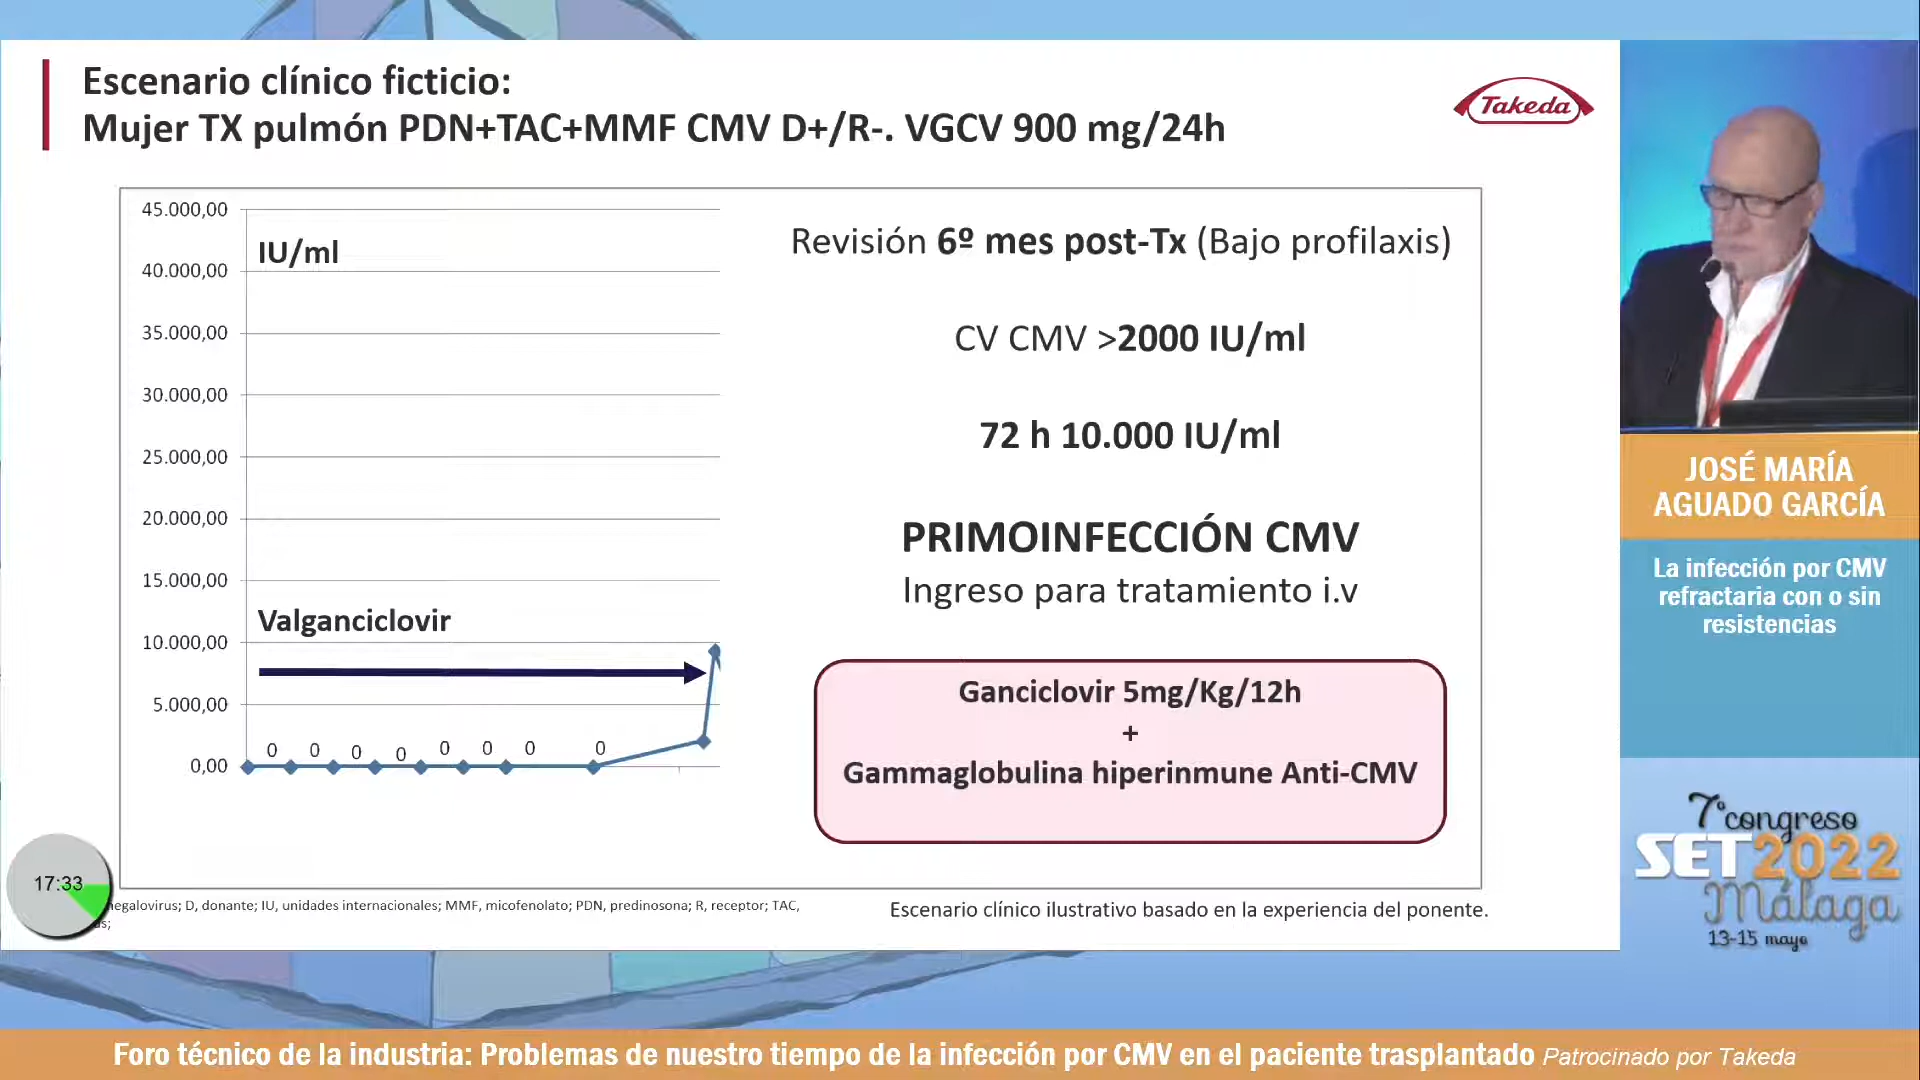 Escenario clínico ficticio:
Mujer TX pulmón PDN+TAC+MMF CMV D+/R-. VGCV 900 mg/24h
Takeda
45.000,00
40.000,00
35.000,00
30.000,00
25.000,00
20.000,00
15.000,00
10.000,00
5.000,00
0,00
IU/ml
Valganciclovir
0 0 0 0 0 0 0 0
Revisión 6º mes post-Tx (Bajo profilaxis)
CV CMV >2000 IU/ml
72 h 10.000 IU/ml
PRIMOINFECCIÓN CMV
Ingreso para tratamiento i.v
Ganciclovir 5mg/Kg/12h
+
Gammaglobulina hiperinmune Anti-CMV
17:33
negalovirus; D, donante; IU, unidades internacionales; MMF, micofenolato; PDN, predinosona; R, receptor; TAC,
us;
Escenario clínico ilustrativo basado en la experiencia del ponente.
JOSÉ MARÍA
AGUADO GARCÍA
La infección por CMV
refractaria con o sin
resistencias
7º congreso
SET2022
Málaga
13-15 mayo
Foro técnico de la industria: Problemas de nuestro tiempo de la infección por CMV en el paciente trasplantado Patrocinado por Takeda